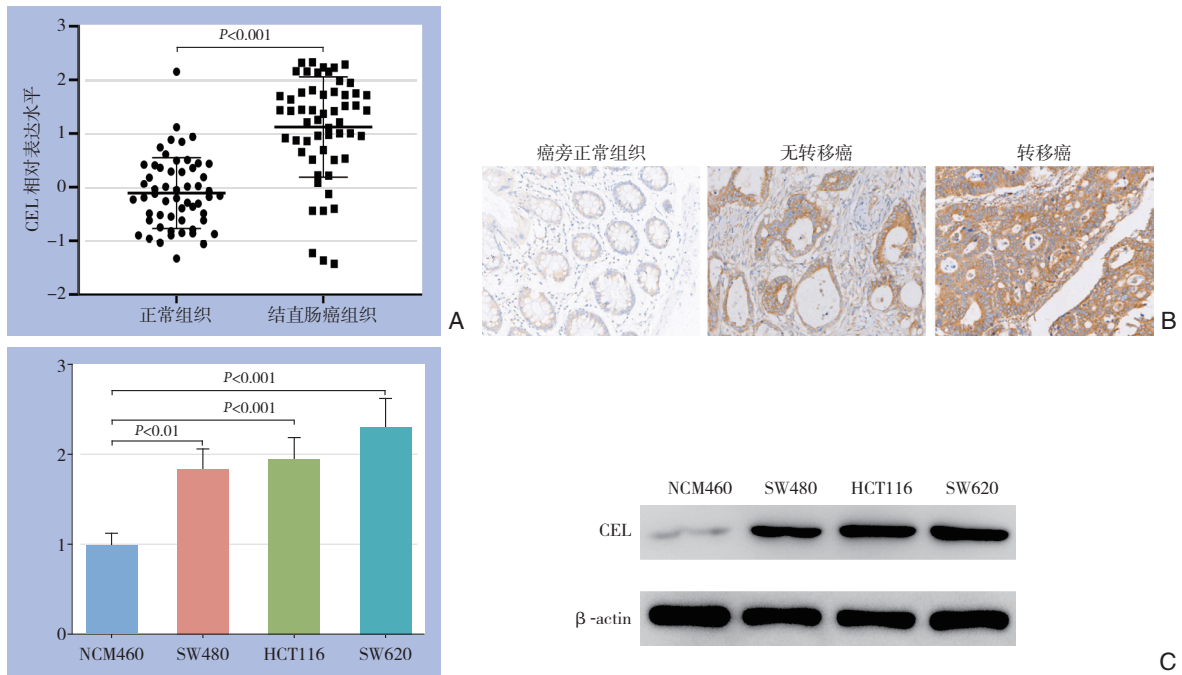 3
P<0.001
2
1
0
−1
−2
CEL 相对表达水平
正常组织
结直肠癌组织
A
癌旁正常组织
无转移癌
转移癌
B
3
P<0.001
P<0.001
P<0.01
2
1
0
NCM460
SW480
HCT116
SW620
NCM460
SW480
HCT116
SW620
CEL
β-actin
C